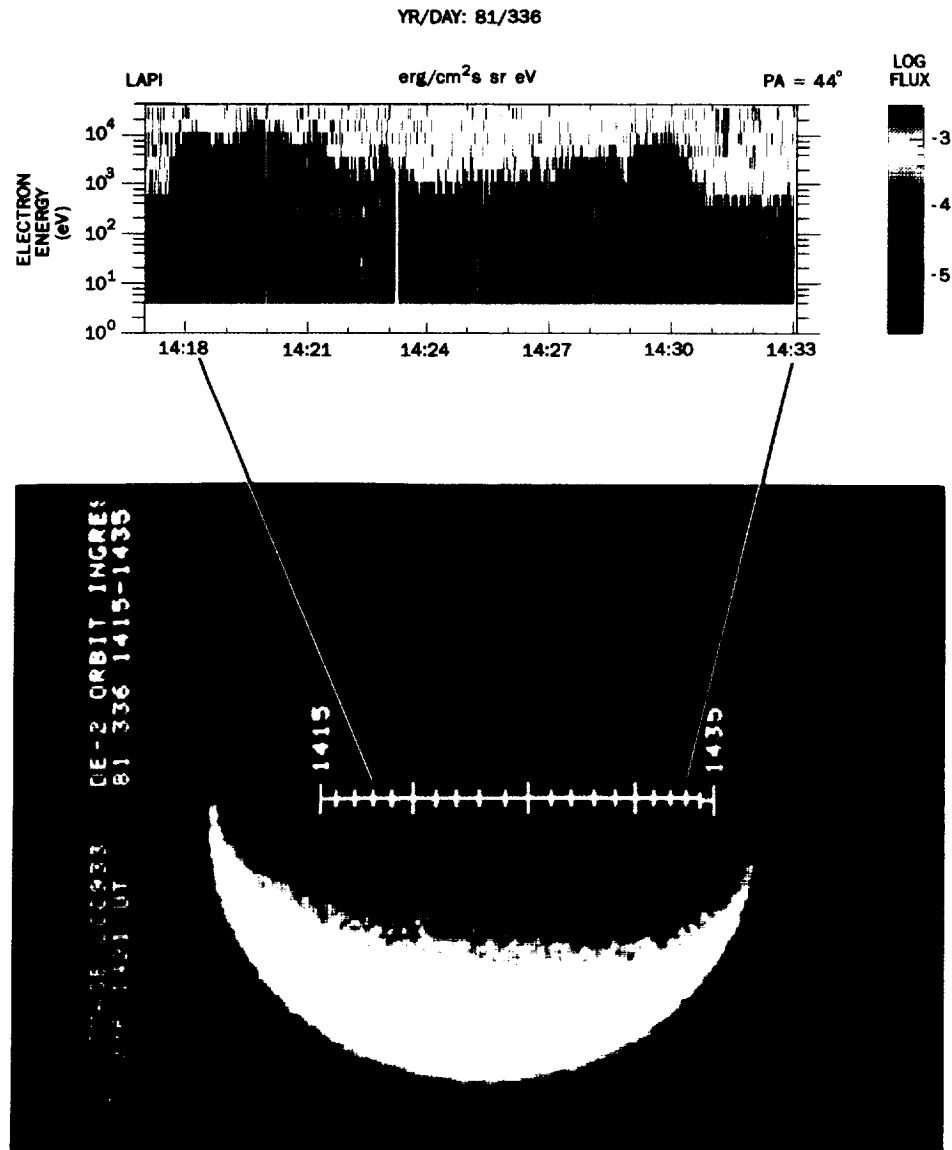 YR/DAY: 81/336
LAPI
erg/cm²s sr eV
PA = 44°
LOG
FLUX
ELECTRON
ENERGY
(eV)
10⁴
10³
10²
10¹
10⁰
14:18
14:21
14:24
14:27
14:30
14:33
-3
-4
-5
DE-2 ORBIT
81 336 1415-1435
UT
1415
1435